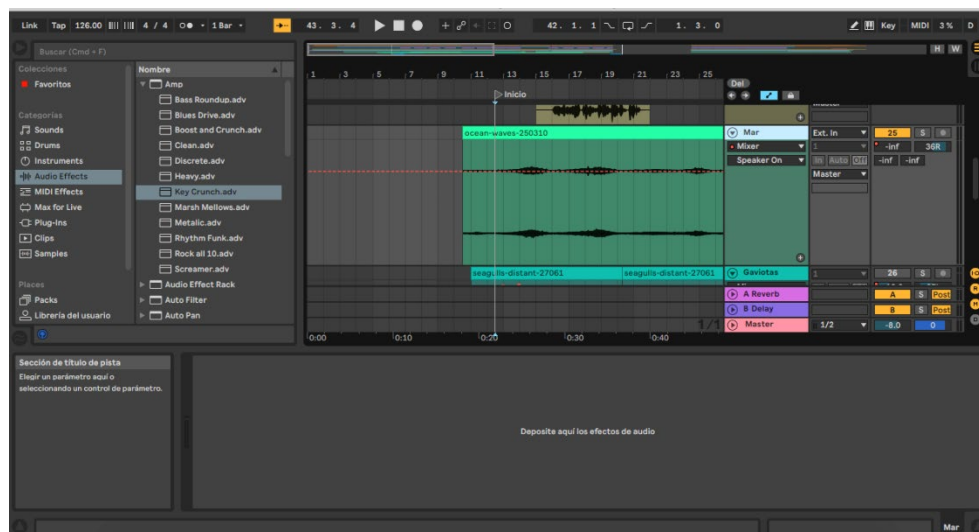 Link Tap 126.00 4 / 4 1 Bar 43. 3. 4 42. 1. 1 1. 3. 0 Key MIDI 3 % D
Buscar (Cmd + F)
H W
Colecciones
Favoritos
Categorías
Sounds
Drums
Instruments
Audio Effects
MIDI Effects
Max for Live
Plug-Ins
Clips
Samples
Places
Packs
Librería del usuario
Nombre
Amp
Bass Roundup.adv
Blues Drive.adv
Boost and Crunch.adv
Clean.adv
Discrete.adv
Heavy.adv
Key Crunch.adv
Marsh Mellows.adv
Metalic.adv
Rhythm Funk.adv
Rock all 10.adv
Screamer.adv
Audio Effect Rack
Auto Filter
Auto Pan
1 3 5 7 9 11 13 15 17 19 21 23 25
Inicio
Del
ocean-waves-250310
Mar Ext. In 25 S
Mixer 1 -inf 36R
Speaker On In Auto Off -inf -inf
Master
seagulls-distant-27061 seagulls-distant-27061
Gaviotas 1 26 S
A Reverb A S Post
B Delay B S Post
1/1
Master 1/2 -8.0 0
0:00 0:10 0:20 0:30 0:40
Sección de título de pista
Elegir un parámetro aquí o
seleccionando un control de parámetro.
Deposite aquí los efectos de audio
Mar